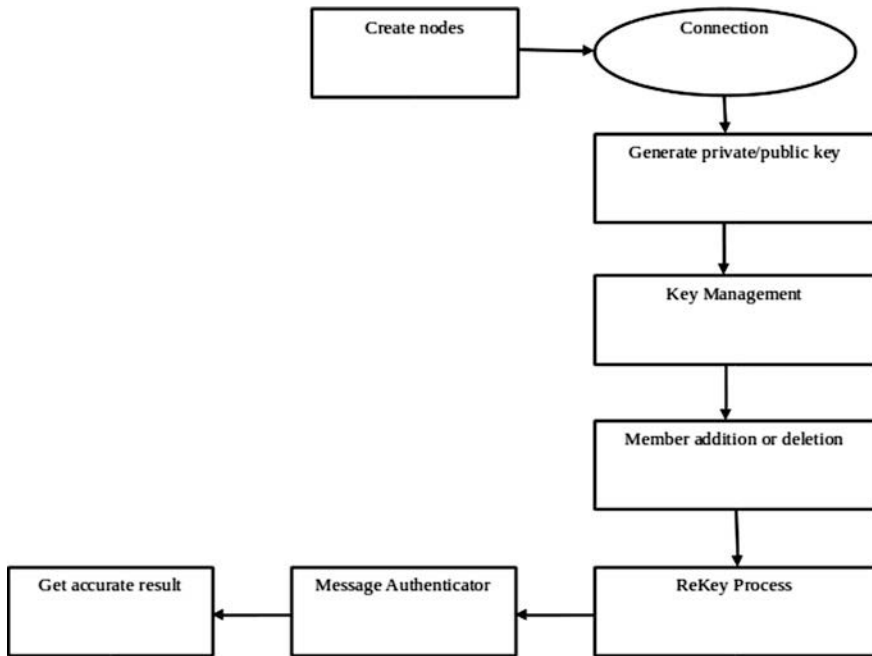 Create nodes
Connection
Generate private/public key
Key Management
Member addition or deletion
ReKey Process
Message Authenticator
Get accurate result